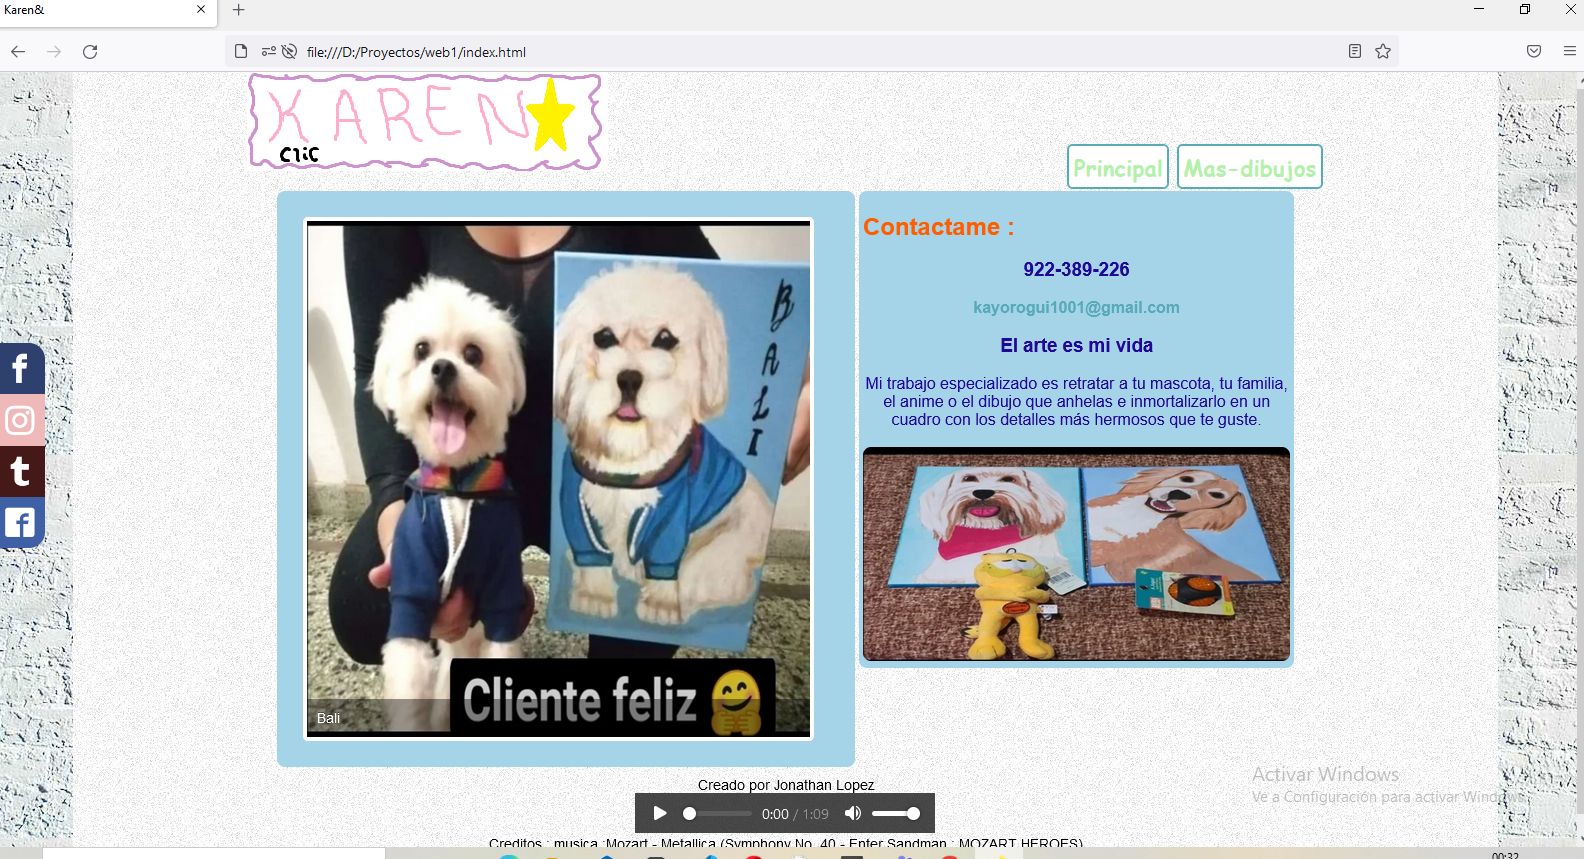 Karen&
file:///D:/Proyectos/web1/index.html
KAREN
clic
Principal
Mas-dibujos
BALI
Cliente feliz
Bali
Contactame :
922-389-226
kayorogui1001@gmail.com
El arte es mi vida
Mi trabajo especializado es retratar a tu mascota, tu familia,
el anime o el dibujo que anhelas e inmortalizarlo en un
cuadro con los detalles más hermosos que te guste.
Activar Windows
Ve a Configuración para activar Windows.
Creado por Jonathan Lopez
0:00 / 1:09
Creditos : musica :Mozart - Metallica (Symphony No. 40 - Enter Sandman : MOZART HEROES)
00:32